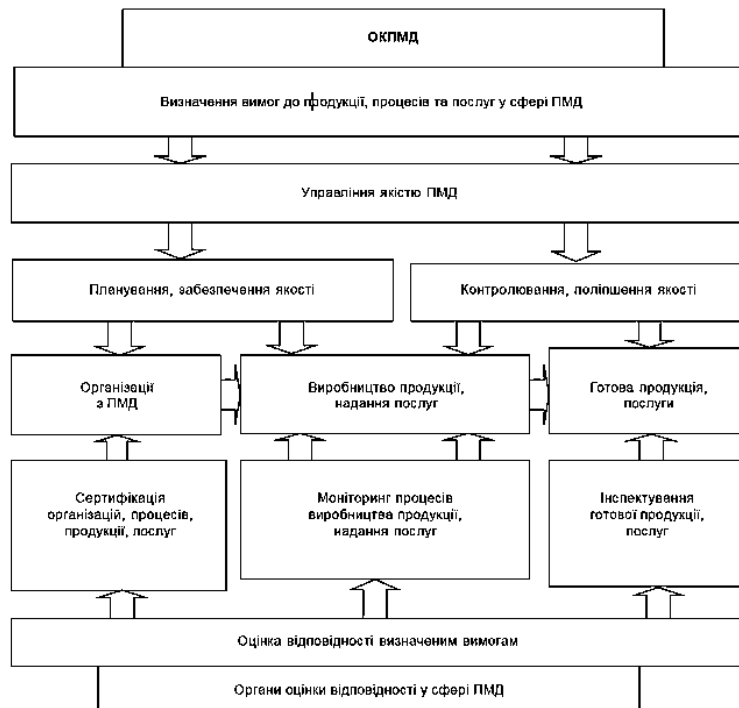 ОКПМД
Визначення вимог до продукції, процесів та послуг у сфері ПМД
Управління якістю ПМД
Планування, забезпечення якості
Контролювання, поліпшення якості
Організації
з ПМД
Виробництво продукції,
надання послуг
Готова продукція,
послуги
Сертифікація
організацій, процесів,
продукції, послуг
Моніторинг процесів
виробництва продукції,
надання послуг
Інспектування
готової продукції,
послуг
Оцінка відповідності визначеним вимогам
Органи оцінки відповідності у сфері ПМД